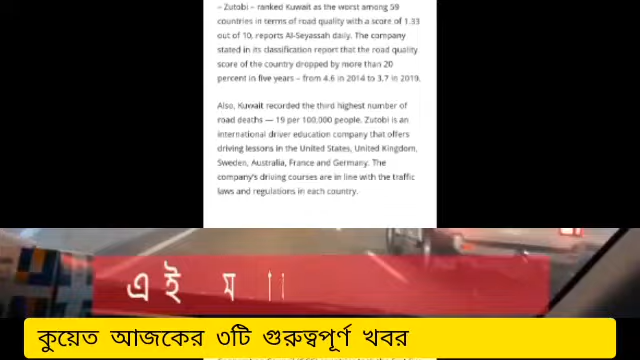 – Zutobi – ranked Kuwait as the worst among 59
countries in terms of road quality with a score of 1.33
out of 10, reports Al-Seyassah daily. The company
stated in its classification report that the road quality
score of the country dropped by more than 20
percent in five years – from 4.6 in 2014 to 3.7 in 2019.
Also, Kuwait recorded the third highest number of
road deaths — 19 per 100,000 people. Zutobi is an
international driver education company that offers
driving lessons in the United States, United Kingdom,
Sweden, Australia, France and Germany. The
company's driving courses are in line with the traffic
laws and regulations in each country.
এ ই ম
কুয়েত আজকের ৩টি গুরুত্বপূর্ণ খবর